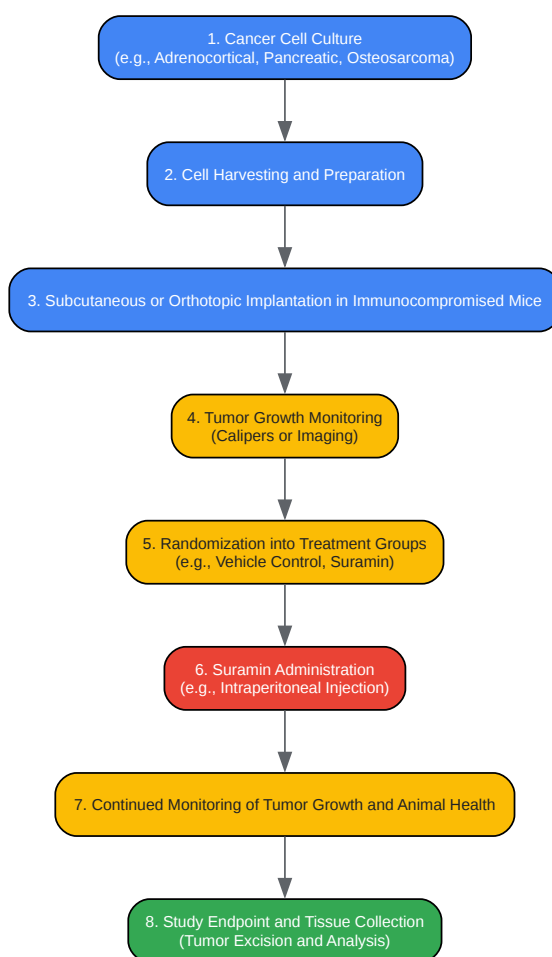 1. Cancer Cell Culture
(e.g., Adrenocortical, Pancreatic, Osteosarcoma)
2. Cell Harvesting and Preparation
3. Subcutaneous or Orthotopic Implantation in Immunocompromised Mice
4. Tumor Growth Monitoring
(Calipers or Imaging)
5. Randomization into Treatment Groups
(e.g., Vehicle Control, Suramin)
6. Suramin Administration
(e.g., Intraperitoneal Injection)
7. Continued Monitoring of Tumor Growth and Animal Health
8. Study Endpoint and Tissue Collection
(Tumor Excision and Analysis)